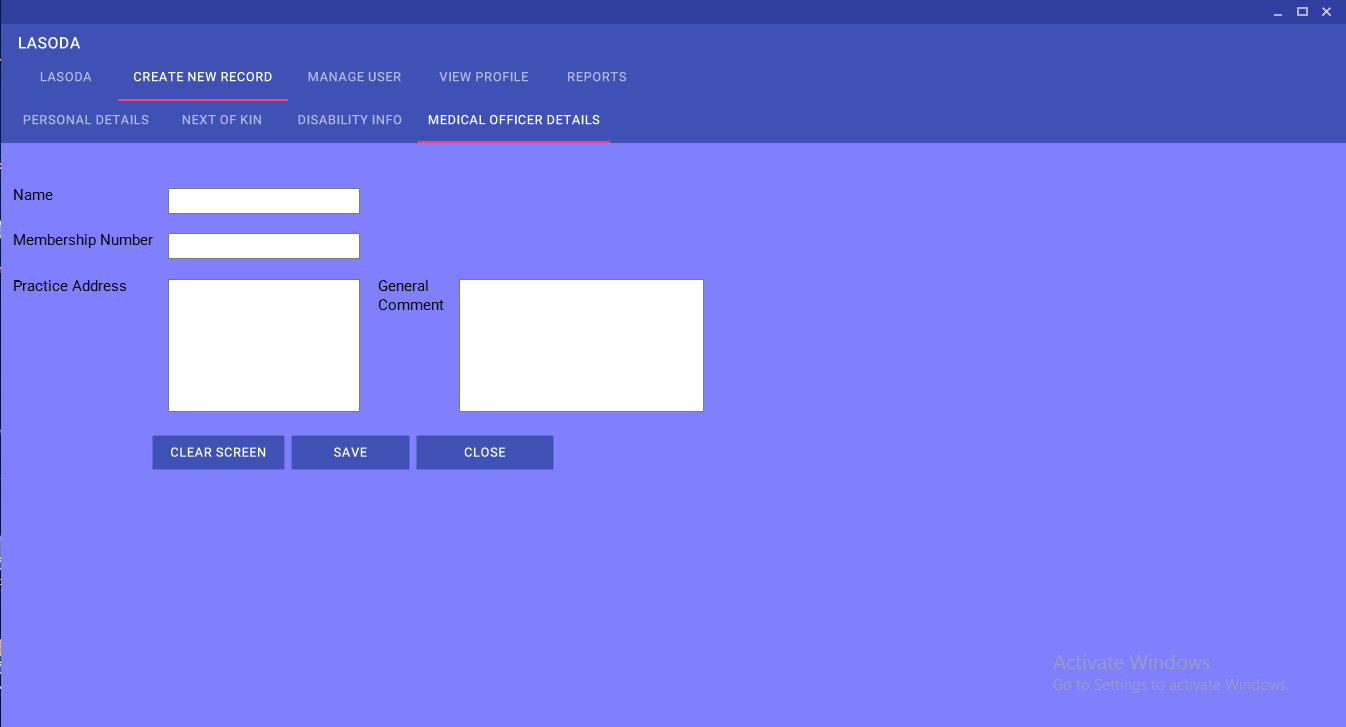 LASODA
LASODA CREATE NEW RECORD MANAGE USER VIEW PROFILE REPORTS
PERSONAL DETAILS NEXT OF KIN DISABILITY INFO MEDICAL OFFICER DETAILS
Name
Membership Number
Practice Address
General
Comment
CLEAR SCREEN SAVE CLOSE
Activate Windows
Go to Settings to activate Windows.